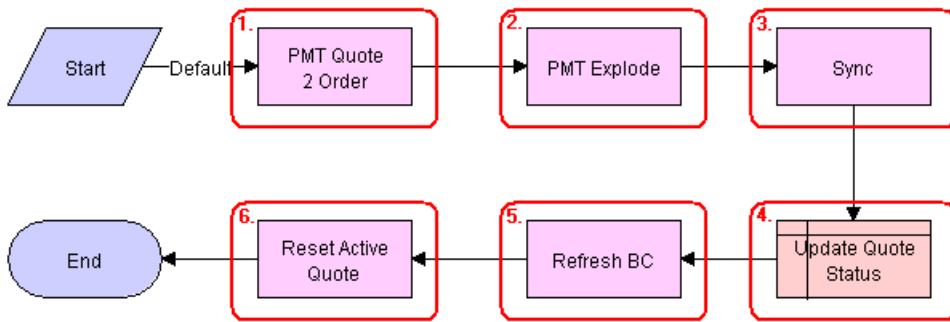 1.
2.
3.
Start
Default
PMT Quote
2 Order
PMT Explode
Sync
6.
5.
4.
End
Reset Active
Quote
Refresh BC
Update Quote
Status